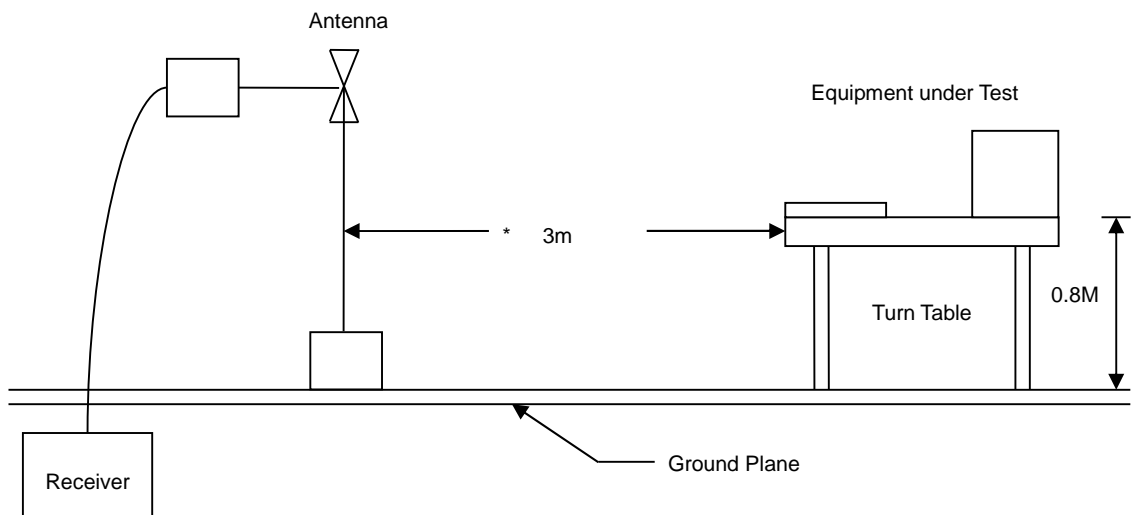 Antenna
Equipment under Test
* 3m
0.8M
Turn Table
Ground Plane
Receiver